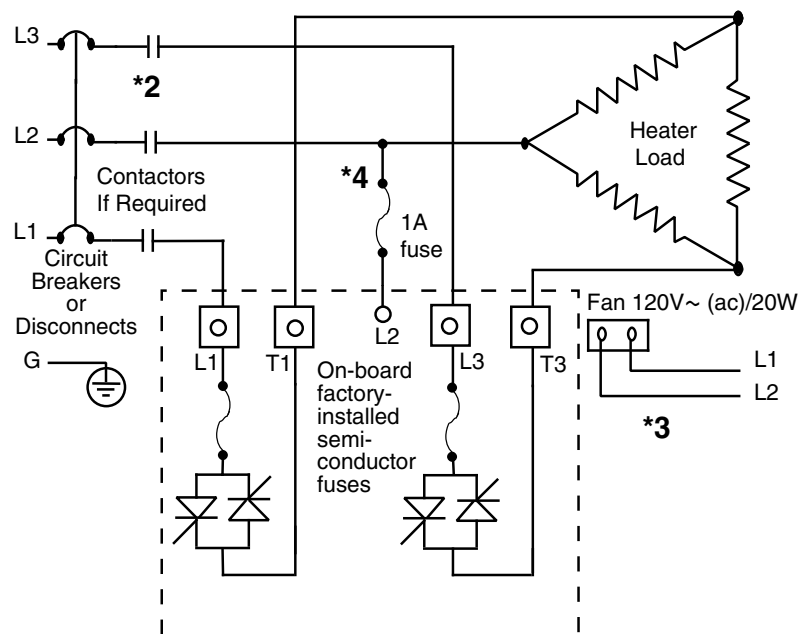 L3
*2
L2
Contactors
If Required
*4
1A
fuse
Heater
Load
L1
Circuit
Breakers
or
Disconnects
G
L1
T1
L2
L3
T3
On-board
factory-
installed
semi-
conductor
fuses
Fan 120V~ (ac)/20W
L1
L2
*3